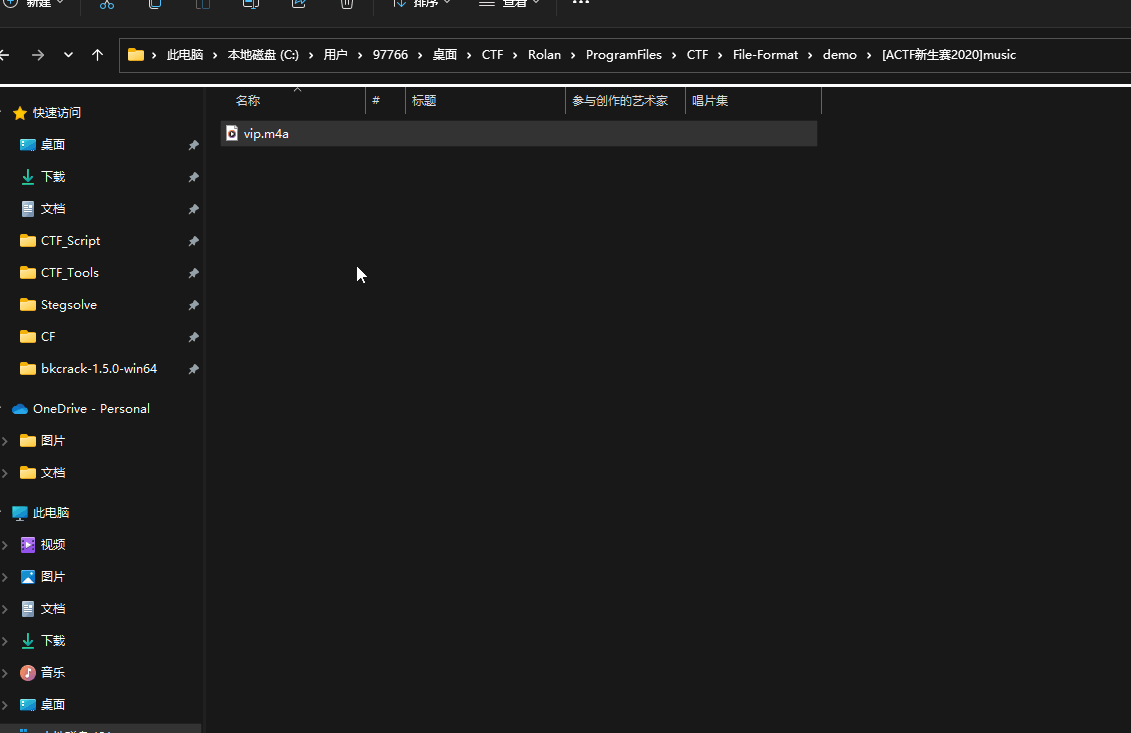 新建 排序 查看
此电脑 本地磁盘 (C:) 用户 97766 桌面 CTF Rolan ProgramFiles CTF File-Format demo [ACTF新生赛2020]music
名称 # 标题 参与创作的艺术家 唱片集
vip.m4a
快速访问
桌面
下载
文档
CTF_Script
CTF_Tools
Stegsolve
CF
bkcrack-1.5.0-win64
OneDrive - Personal
图片
文档
此电脑
视频
图片
文档
下载
音乐
桌面